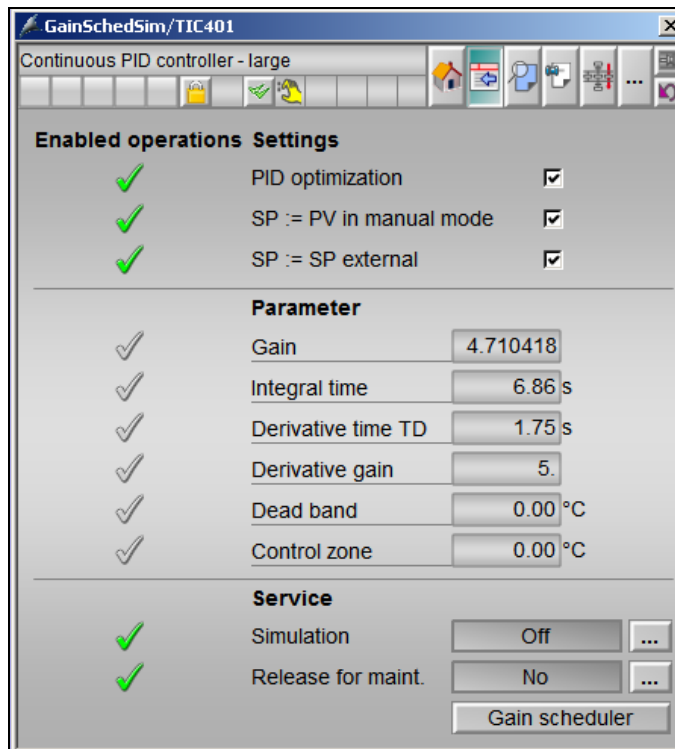 GainSchedSim/TIC401
Continuous PID controller - large
...
Enabled operations Settings
PID optimization
SP := PV in manual mode
SP := SP external
Parameter
Gain 4.710418
Integral time 6.86 s
Derivative time TD 1.75 s
Derivative gain 5.
Dead band 0.00 °C
Control zone 0.00 °C
Service
Simulation Off ...
Release for maint. No ...
Gain scheduler